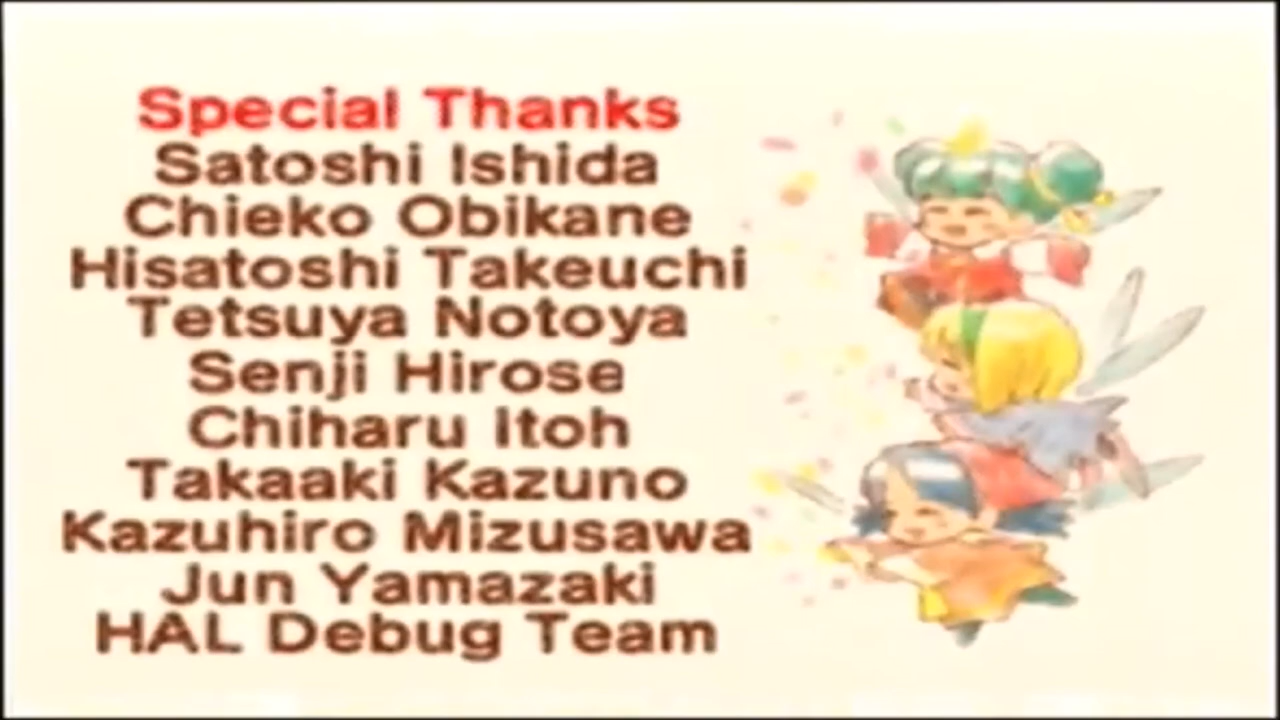 Special Thanks
Satoshi Ishida
Chieko Obikane
Hisatoshi Takeuchi
Tetsuya Notoya
Senji Hirose
Chiharu Itoh
Takaaki Kazuno
Kazuhiro Mizusawa
Jun Yamazaki
HAL Debug Team